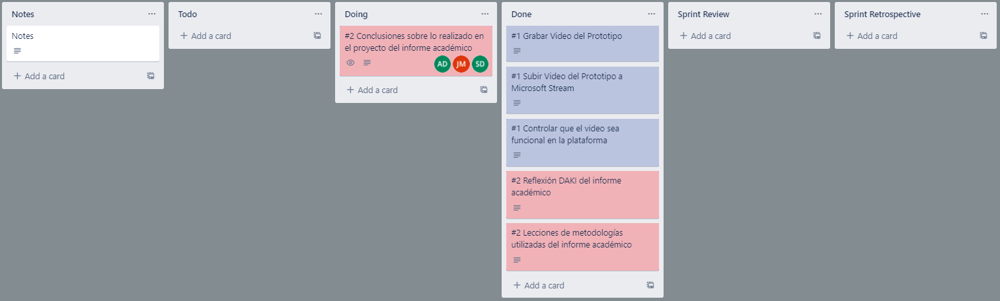 Notes
Notes
Add a card
Todo
Add a card
Doing
#2 Conclusiones sobre lo realizado en
el proyecto del informe académico
AD JM SD
Add a card
Done
#1 Grabar Video del Prototipo
#1 Subir Video del Prototipo a
Microsoft Stream
#1 Controlar que el video sea
funcional en la plataforma
#2 Reflexión DAKI del informe
académico
#2 Lecciones de metodologías
utilizadas del informe académico
Add a card
Sprint Review
Add a card
Sprint Retrospective
Add a card